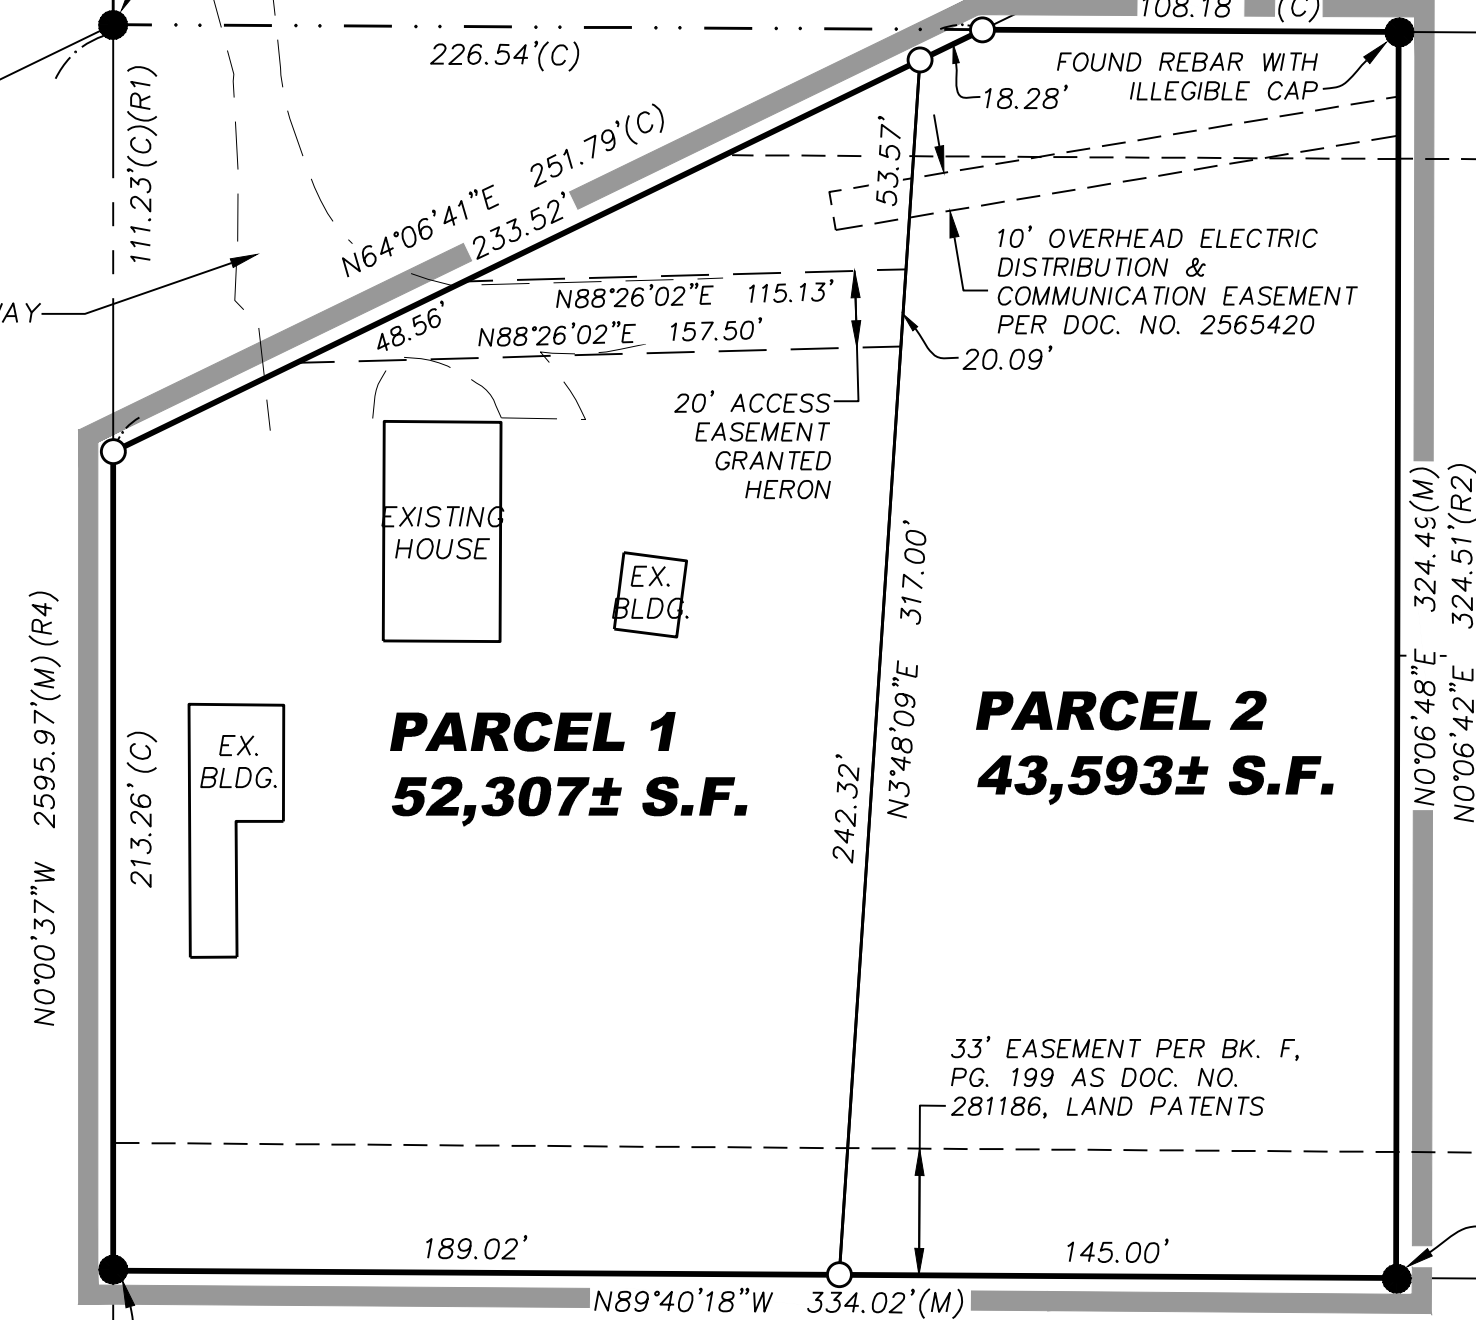 108.18 (C)
226.54'(C)
FOUND REBAR WITH
ILLEGIBLE CAP
18.28'
111.23'(C)(R1)
N64°06'41"E 251.79'(C)
233.52'
53.57'
10' OVERHEAD ELECTRIC
DISTRIBUTION &
COMMUNICATION EASEMENT
PER DOC. NO. 2565420
N88°26'02"E 115.13'
48.56'
N88°26'02"E 157.50'
20.09'
20' ACCESS
EASEMENT
GRANTED
HERON
EXISTING
HOUSE
EX.
BLDG.
N3°48'09"E 317.00'
N0°06'48"E 324.49(M)
N0°06'42"E 324.51'(R2)
N0°00'37"W 2595.97'(M)(R4)
213.26' (C)
EX.
BLDG.
PARCEL 1
52,307± S.F.
242.32'
PARCEL 2
43,593± S.F.
33' EASEMENT PER BK. F,
PG. 199 AS DOC. NO.
281186, LAND PATENTS
189.02'
145.00'
N89°40'18"W 334.02'(M)